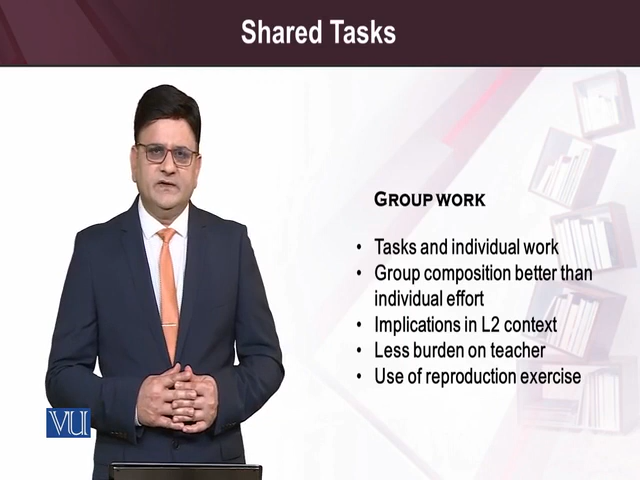 Shared Tasks
GROUP WORK
• Tasks and individual work
• Group composition better than
individual effort
• Implications in L2 context
• Less burden on teacher
• Use of reproduction exercise
VU